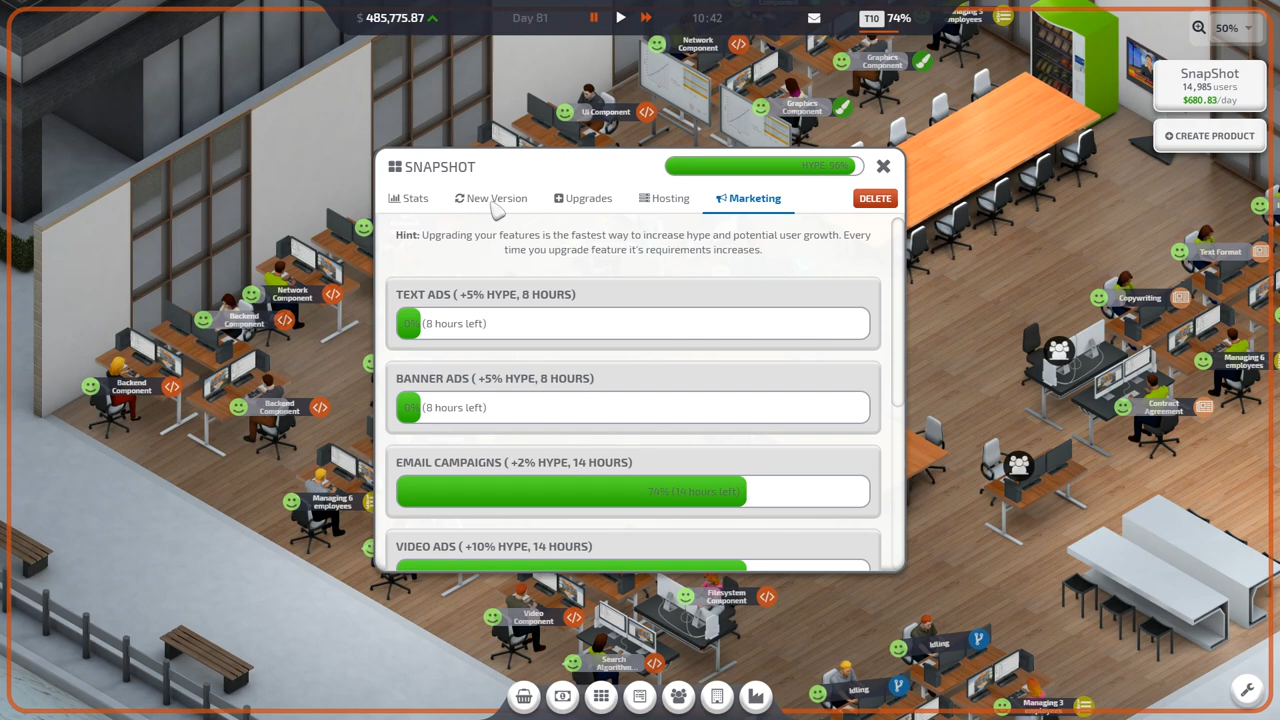 $ 485,775.87
Day 81
10:42
T10 74%
Managing 3
employees
50%
SnapShot
14,985 users
$680.83/day
CREATE PRODUCT
Network
Component
Graphics
Component
UI Component
Graphics
Component
SNAPSHOT
HYPE: 96%
Stats
New Version
Upgrades
Hosting
Marketing
DELETE
Hint: Upgrading your features is the fastest way to increase hype and potential user growth. Every
time you upgrade feature it's requirements increases.
TEXT ADS ( +5% HYPE, 8 HOURS)
0% (8 hours left)
BANNER ADS ( +5% HYPE, 8 HOURS)
0% (8 hours left)
EMAIL CAMPAIGNS ( +2% HYPE, 14 HOURS)
74% (14 hours left)
VIDEO ADS ( +10% HYPE, 14 HOURS)
Network
Component
Backend
Component
Backend
Component
Backend
Component
Managing 6
employees
Text Format
Copywriting
Managing 6
employees
Contract
Agreement
Filesystem
Component
Video
Component
Search
Algorithm...
Idling
Idling
Managing 3
employees